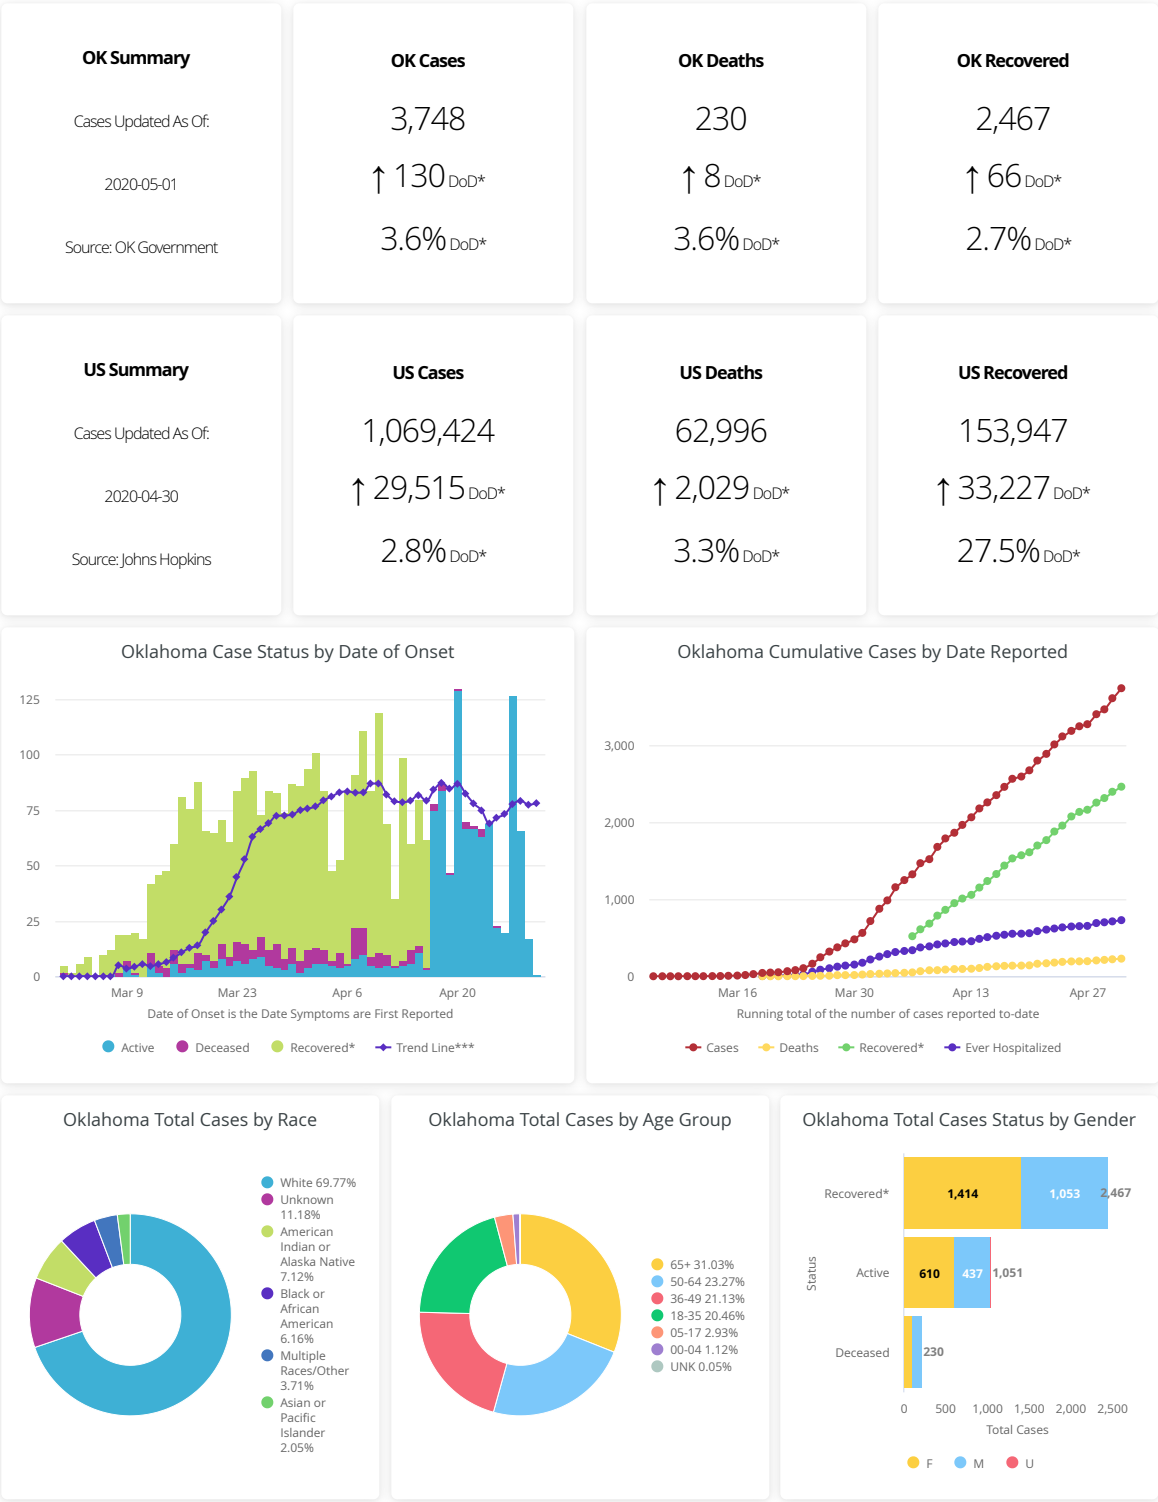 OK Summary
Cases Updated As Of:
2020-05-01
Source: OK Government
OK Cases
3,748
↑ 130 DoD*
3.6% DoD*
OK Deaths
230
↑ 8 DoD*
3.6% DoD*
OK Recovered
2,467
↑ 66 DoD*
2.7% DoD*
US Summary
Cases Updated As Of:
2020-04-30
Source: Johns Hopkins
US Cases
1,069,424
↑ 29,515 DoD*
2.8% DoD*
US Deaths
62,996
↑ 2,029 DoD*
3.3% DoD*
US Recovered
153,947
↑ 33,227 DoD*
27.5% DoD*
Oklahoma Case Status by Date of Onset
125
100
75
50
25
0
Mar 9 Mar 23 Apr 6 Apr 20
Date of Onset is the Date Symptoms are First Reported
Active Deceased Recovered* Trend Line***
Oklahoma Cumulative Cases by Date Reported
3,000
2,000
1,000
0
Mar 16 Mar 30 Apr 13 Apr 27
Running total of the number of cases reported to-date
Cases Deaths Recovered* Ever Hospitalized
Oklahoma Total Cases by Race
White 69.77%
Unknown
11.18%
American
Indian or
Alaska Native
7.12%
Black or
African
American
6.16%
Multiple
Races/Other
3.71%
Asian or
Pacific
Islander
2.05%
Oklahoma Total Cases by Age Group
65+ 31.03%
50-64 23.27%
36-49 21.13%
18-35 20.46%
05-17 2.93%
00-04 1.12%
UNK 0.05%
Oklahoma Total Cases Status by Gender
Status
Recovered* 1,414 1,053 2,467
Active 610 437 1,051
Deceased 230
0 500 1,000 1,500 2,000 2,500
Total Cases
F M U